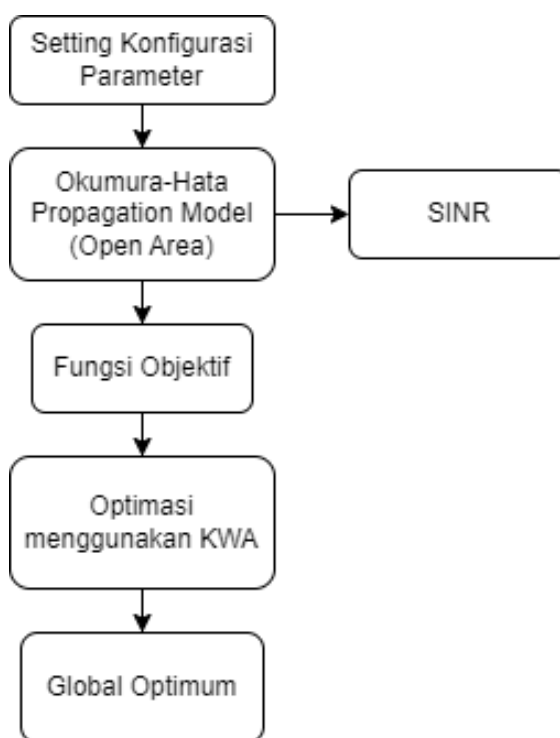 Setting Konfigurasi
Parameter
Okumura-Hata
Propagation Model
(Open Area)
SINR
Fungsi Objektif
Optimasi
menggunakan KWA
Global Optimum